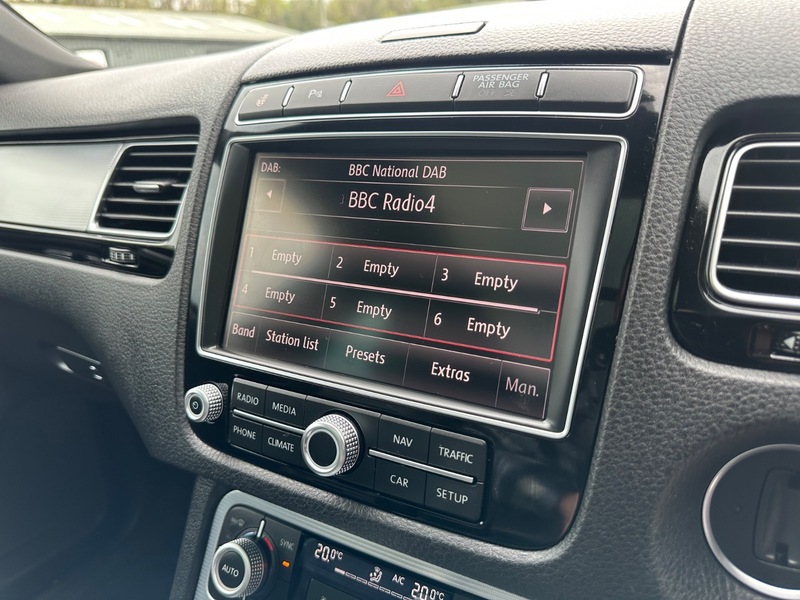 PASSENGER
AIR BAG
OFF
DAB: BBC National DAB
BBC Radio4
1 Empty 2 Empty 3 Empty
4 Empty 5 Empty 6 Empty
Band Station list Presets Extras Man.
RADIO MEDIA NAV TRAFFIC
PHONE CLIMATE CAR SETUP
SYNC
AUTO 20.0°C A/C 20.0°C